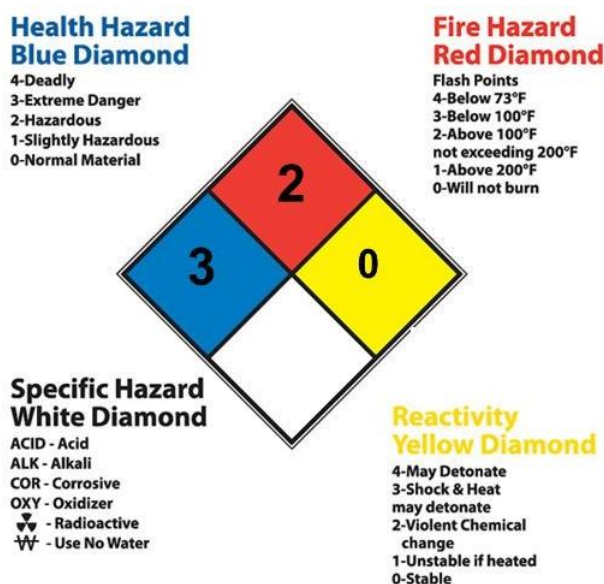 Health Hazard
Blue Diamond
4-Deadly
3-Extreme Danger
2-Hazardous
1-Slightly Hazardous
0-Normal Material
Fire Hazard
Red Diamond
Flash Points
4-Below 73°F
3-Below 100°F
2-Above 100°F
not exceeding 200°F
1-Above 200°F
0-Will not burn
2
3
0
Specific Hazard
White Diamond
ACID - Acid
ALK - Alkali
COR - Corrosive
OXY - Oxidizer
☢ - Radioactive
W - Use No Water
Reactivity
Yellow Diamond
4-May Detonate
3-Shock & Heat
may detonate
2-Violent Chemical
change
1-Unstable if heated
0-Stable